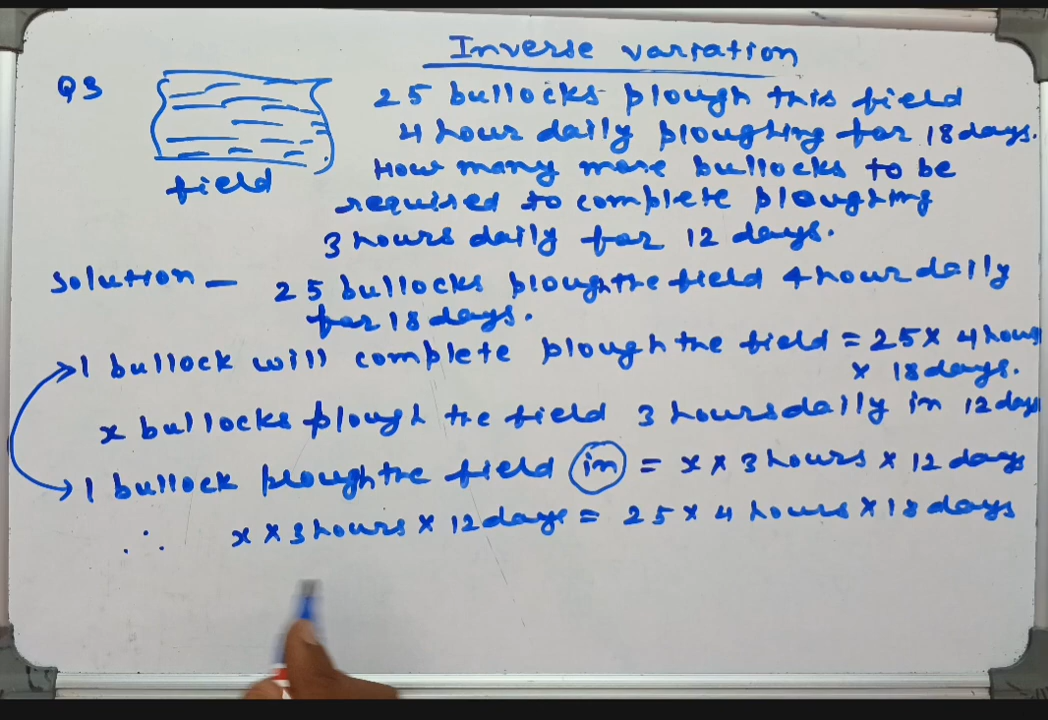 Inverse variation
Q3
25 bullocks plough this field
4 hour daily ploughing for 18 days.
How many more bullocks to be
required to complete ploughing
3 hours daily for 12 days.
field
Solution - 25 bullocks plough the field 4 hour daily
for 18 days.
1 bullock will complete plough the field = 25 x 4 hour
x 18 days.
x bullocks plough the field 3 hours daily in 12 days
1 bullock plough the field in = x x 3 hours x 12 days
∴ x x 3 hours x 12 days = 25 x 4 hours x 18 days